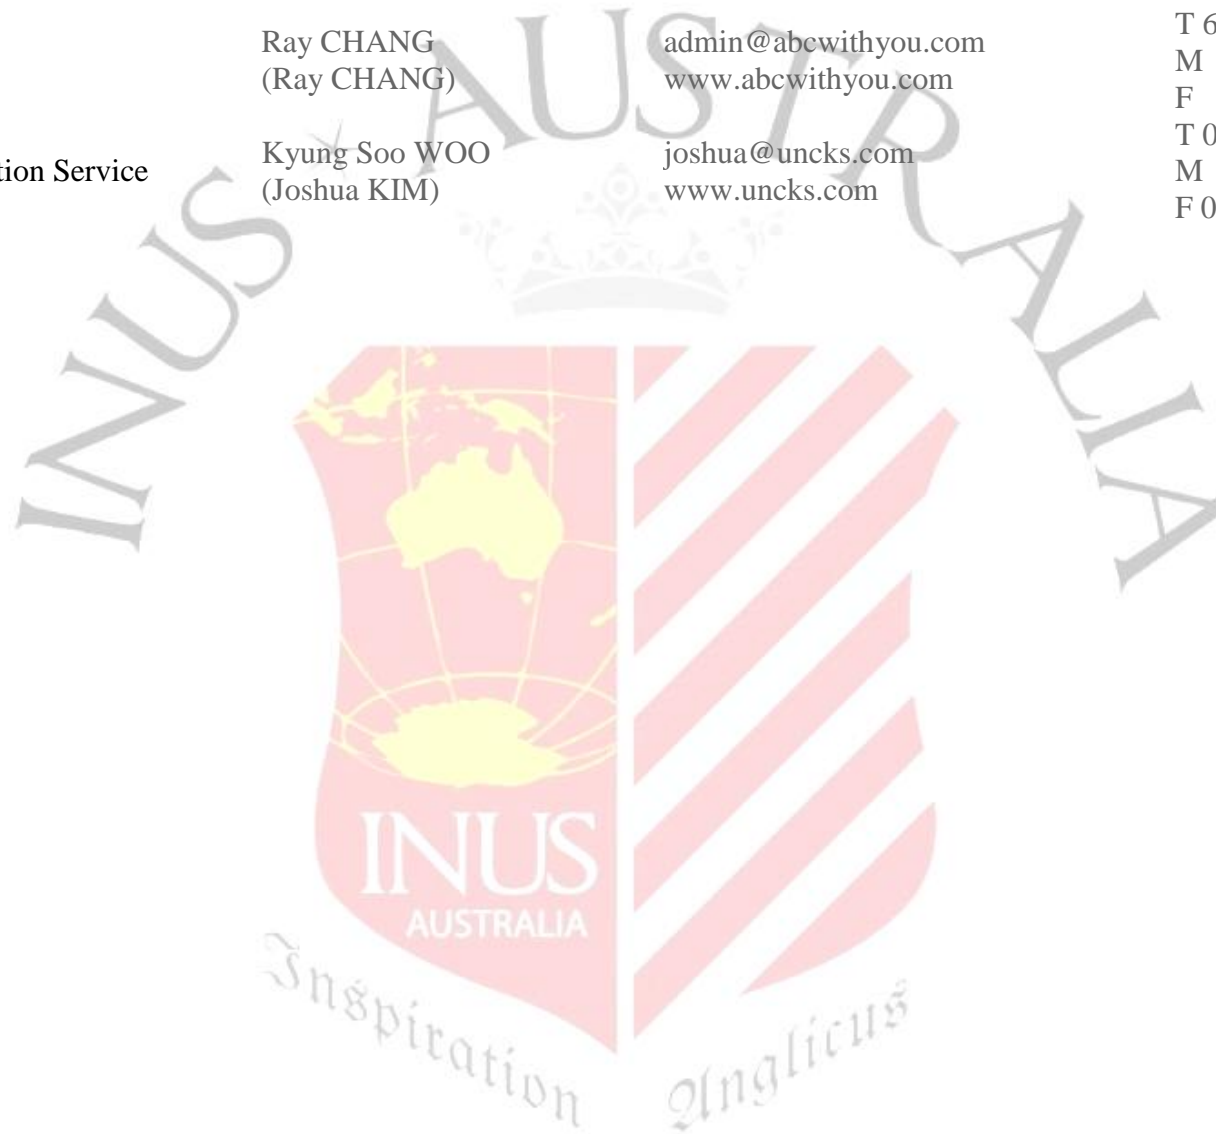 Ray CHANG admin@abcwithyou.com T 6
(Ray CHANG) www.abcwithyou.com M
F
Kyung Soo WOO joshua@uncks.com T 0
tion Service (Joshua KIM) www.uncks.com M
F 0
INUS AUSTRALIA
INUS
AUSTRALIA
Inspiration Anglicus